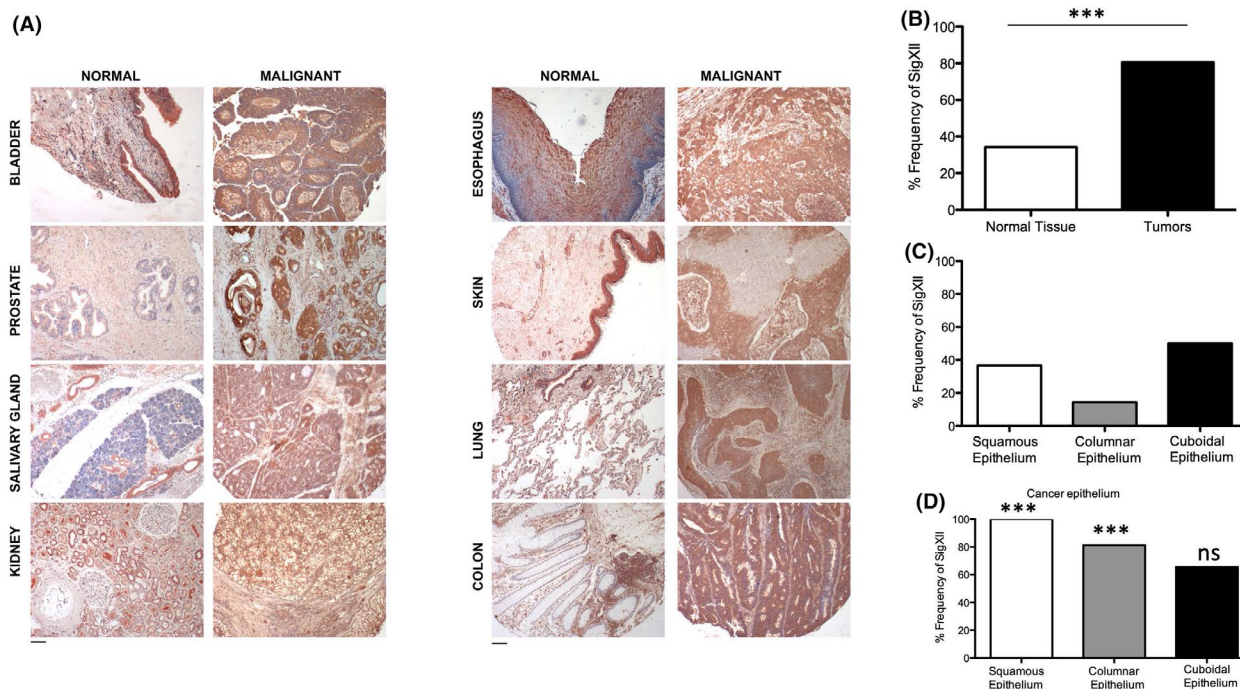 (A)
NORMAL
MALIGNANT
BLADDER
PROSTATE
SALIVARY GLAND
KIDNEY
NORMAL
MALIGNANT
ESOPHAGUS
SKIN
LUNG
COLON
(B)
***
% Frequency of SigXII
100
80
60
40
20
0
Normal Tissue
Tumors
(C)
% Frequency of SigXII
100
80
60
40
20
0
Squamous
Epithelium
Columnar
Epithelium
Cuboidal
Epithelium
(D)
Cancer epithelium
***
***
ns
% Frequency of SigXII
100
80
60
40
20
0
Squamous
Epithelium
Columnar
Epithelium
Cuboidal
Epithelium